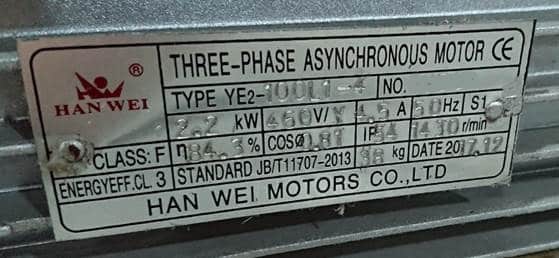 THREE-PHASE ASYNCHRONOUS MOTOR CE
®
HAN WEI
TYPE YE2-100L1-4 NO.
2.2 kW 460V/Y 4.5 A 50Hz S1
CLASS: F η84.3% COSØ0.81 IP54 1430r/min
ENERGYEFF.CL. 3 STANDARD JB/T11707-2013 38 kg DATE 2017.12
HAN WEI MOTORS CO.,LTD